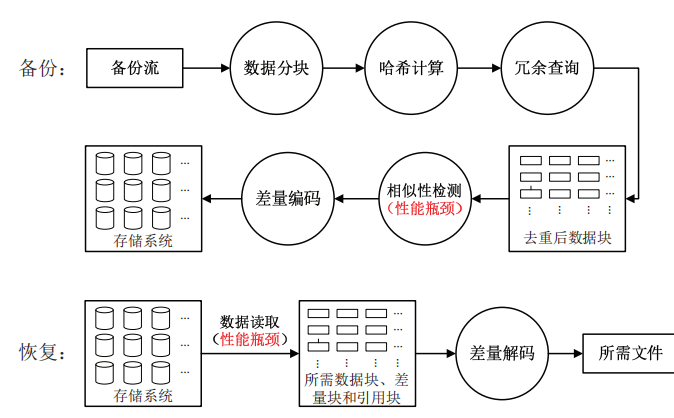 备份：
备份流
数据分块
哈希计算
冗余查询
存储系统
差量编码
相似性检测
（性能瓶颈）
去重后数据块
恢复：
存储系统
数据读取
（性能瓶颈）
所需数据块、差
量块和引用块
差量解码
所需文件